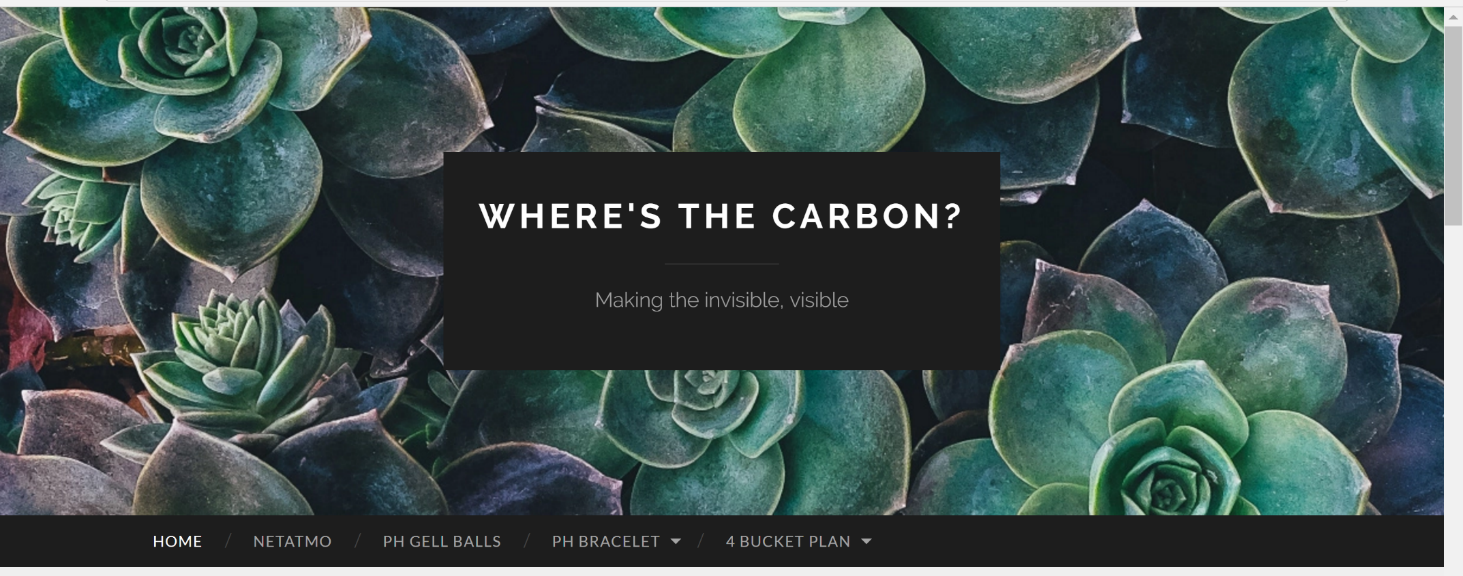 WHERE'S THE CARBON?
Making the invisible, visible
HOME / NETATMO / PH GELL BALLS / PH BRACELET / 4 BUCKET PLAN